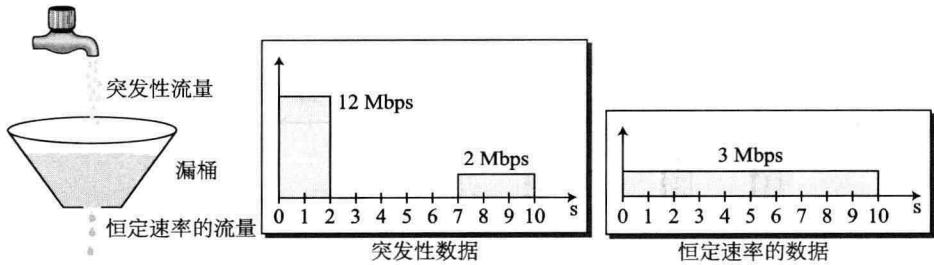 突发性流量
漏桶
恒定速率的流量
12 Mbps
2 Mbps
0 1 2 3 4 5 6 7 8 9 10 s
突发性数据
3 Mbps
0 1 2 3 4 5 6 7 8 9 10 s
恒定速率的数据